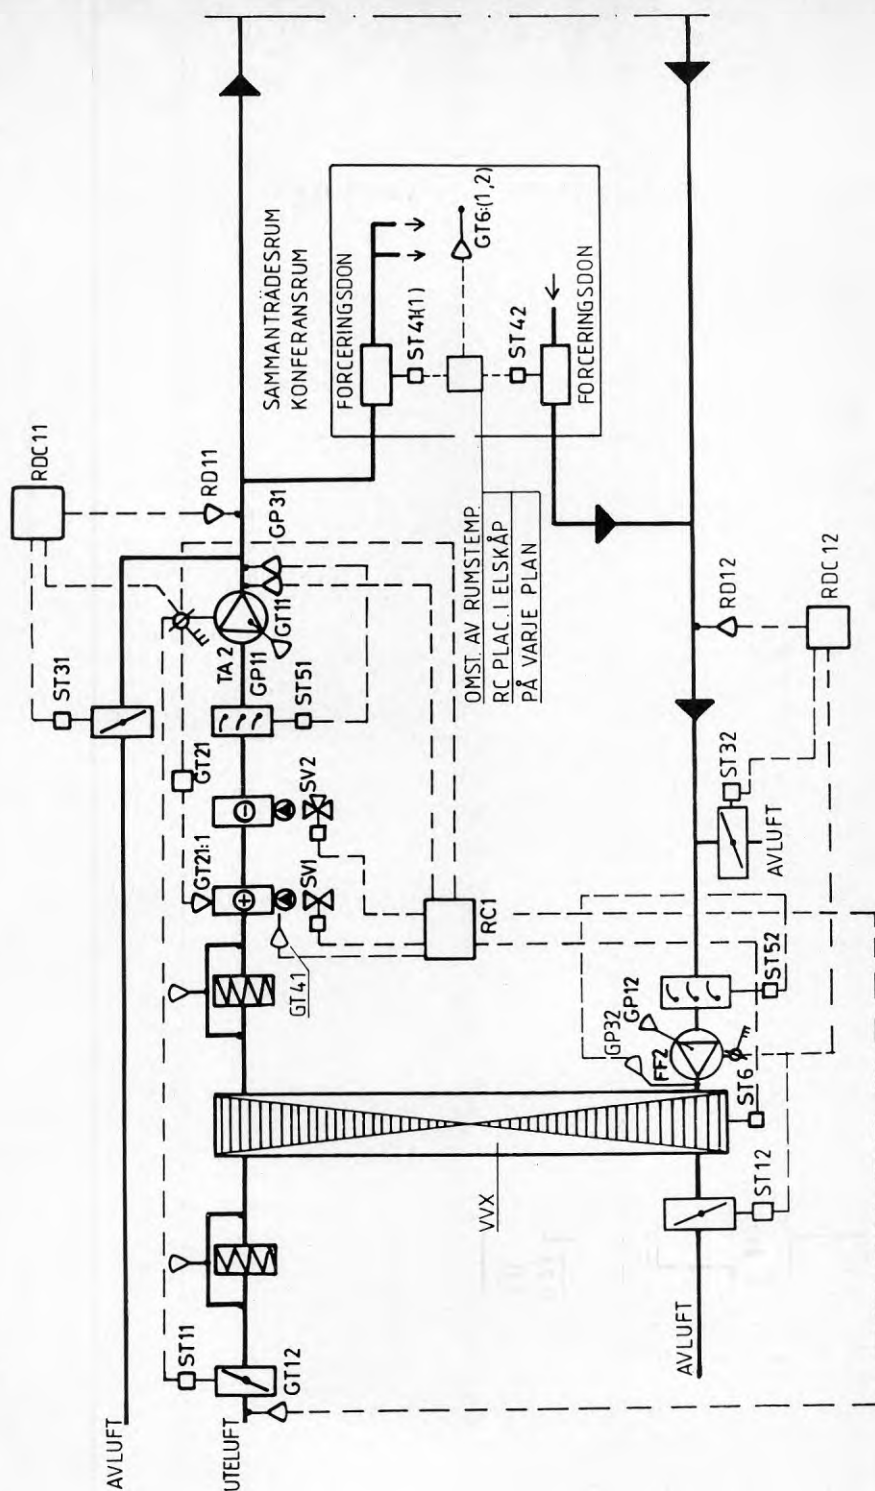 RDC11
ST31
RD11
GP31
SAMMANTRÄDESRUM
KONFERANSRUM
FORCERINGSDON
ST41:(1)
GT6:(1,2)
ST42
FORCERINGSDON
OMST. AV RUMSTEMP.
RC PLAC. I ELSKÅP
PÅ VARJE PLAN
TA2
GT11
GP11
ST51
GT21
GT21:1
SV2
SV1
GT41
RC1
RD12
RDC12
ST32
AVLUFT
ST52
GP12
GP32
FF2
ST6
VVX
ST12
AVLUFT
ST11
GT12
UTELUFT
AVLUFT